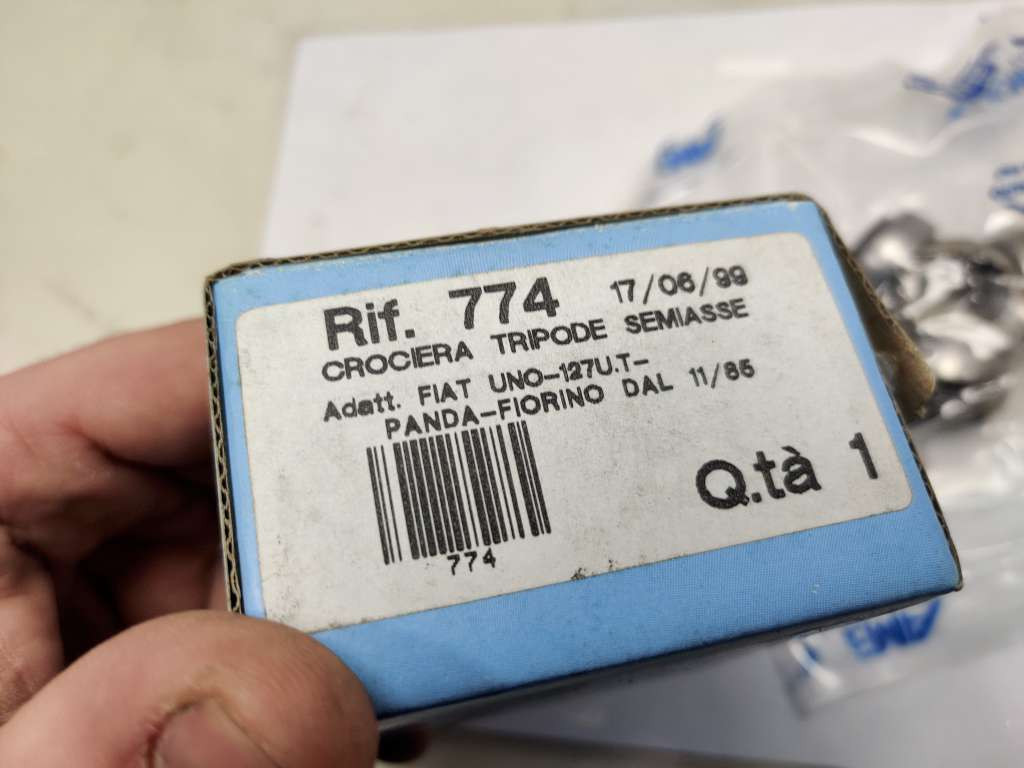 Rif. 774 17/06/99
CROCIERA TRIPODE SEMIASSE
Adatt. FIAT UNO-127U.T-
PANDA-FIORINO DAL 11/85
Q.tà 1
774